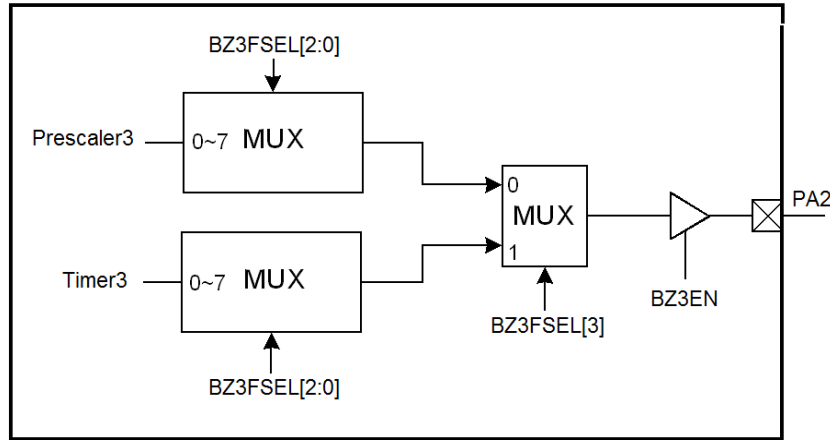 BZ3FSEL[2:0]
Prescaler3
0~7 MUX
0
MUX
1
PA2
Timer3
0~7 MUX
BZ3EN
BZ3FSEL[3]
BZ3FSEL[2:0]